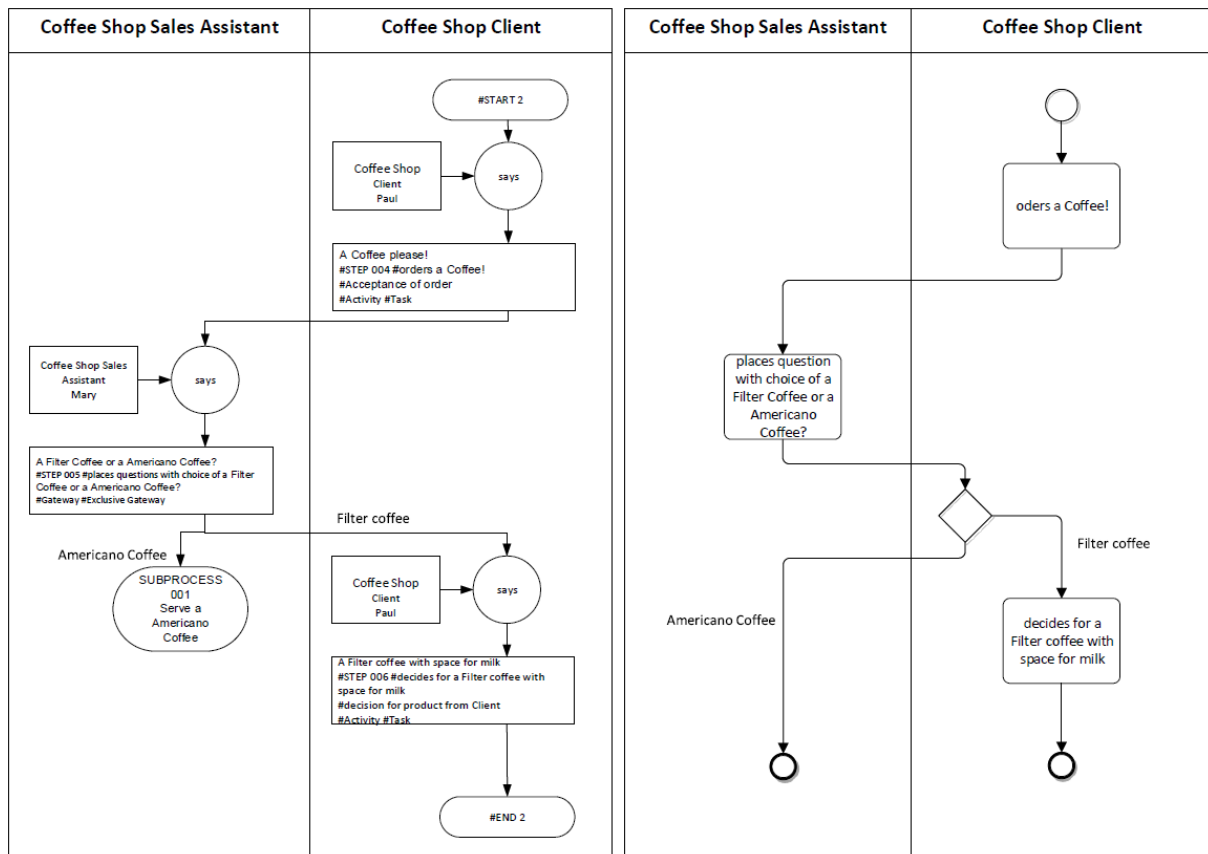 Coffee Shop Sales Assistant
Coffee Shop Client
#START 2
Coffee Shop
Client
Paul
says
A Coffee please!
#STEP 004 #orders a Coffee!
#Acceptance of order
#Activity #Task
Coffee Shop Sales
Assistant
Mary
says
A Filter Coffee or a Americano Coffee?
#STEP 005 #places questions with choice of a Filter
Coffee or a Americano Coffee?
#Gateway #Exclusive Gateway
Filter coffee
Americano Coffee
SUBPROCESS
001
Serve a
Americano
Coffee
Coffee Shop
Client
Paul
says
A Filter coffee with space for milk
#STEP 006 #decides for a Filter coffee with
space for milk
#decision for product from Client
#Activity #Task
#END 2
Coffee Shop Sales Assistant
Coffee Shop Client
oders a Coffee!
places question
with choice of a
Filter Coffee or a
Americano
Coffee?
Filter coffee
Americano Coffee
decides for a
Filter coffee with
space for milk